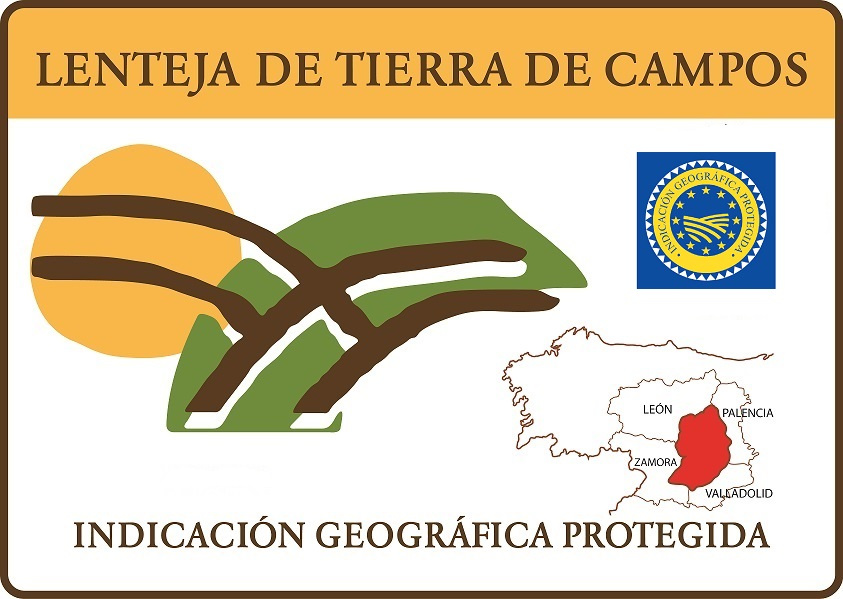 LENTEJA DE TIERRA DE CAMPOS
INDICACIÓN GEOGRÁFICA PROTEGIDA
LEÓN
PALENCIA
ZAMORA
VALLADOLID
INDICACIÓN GEOGRÁFICA PROTEGIDA